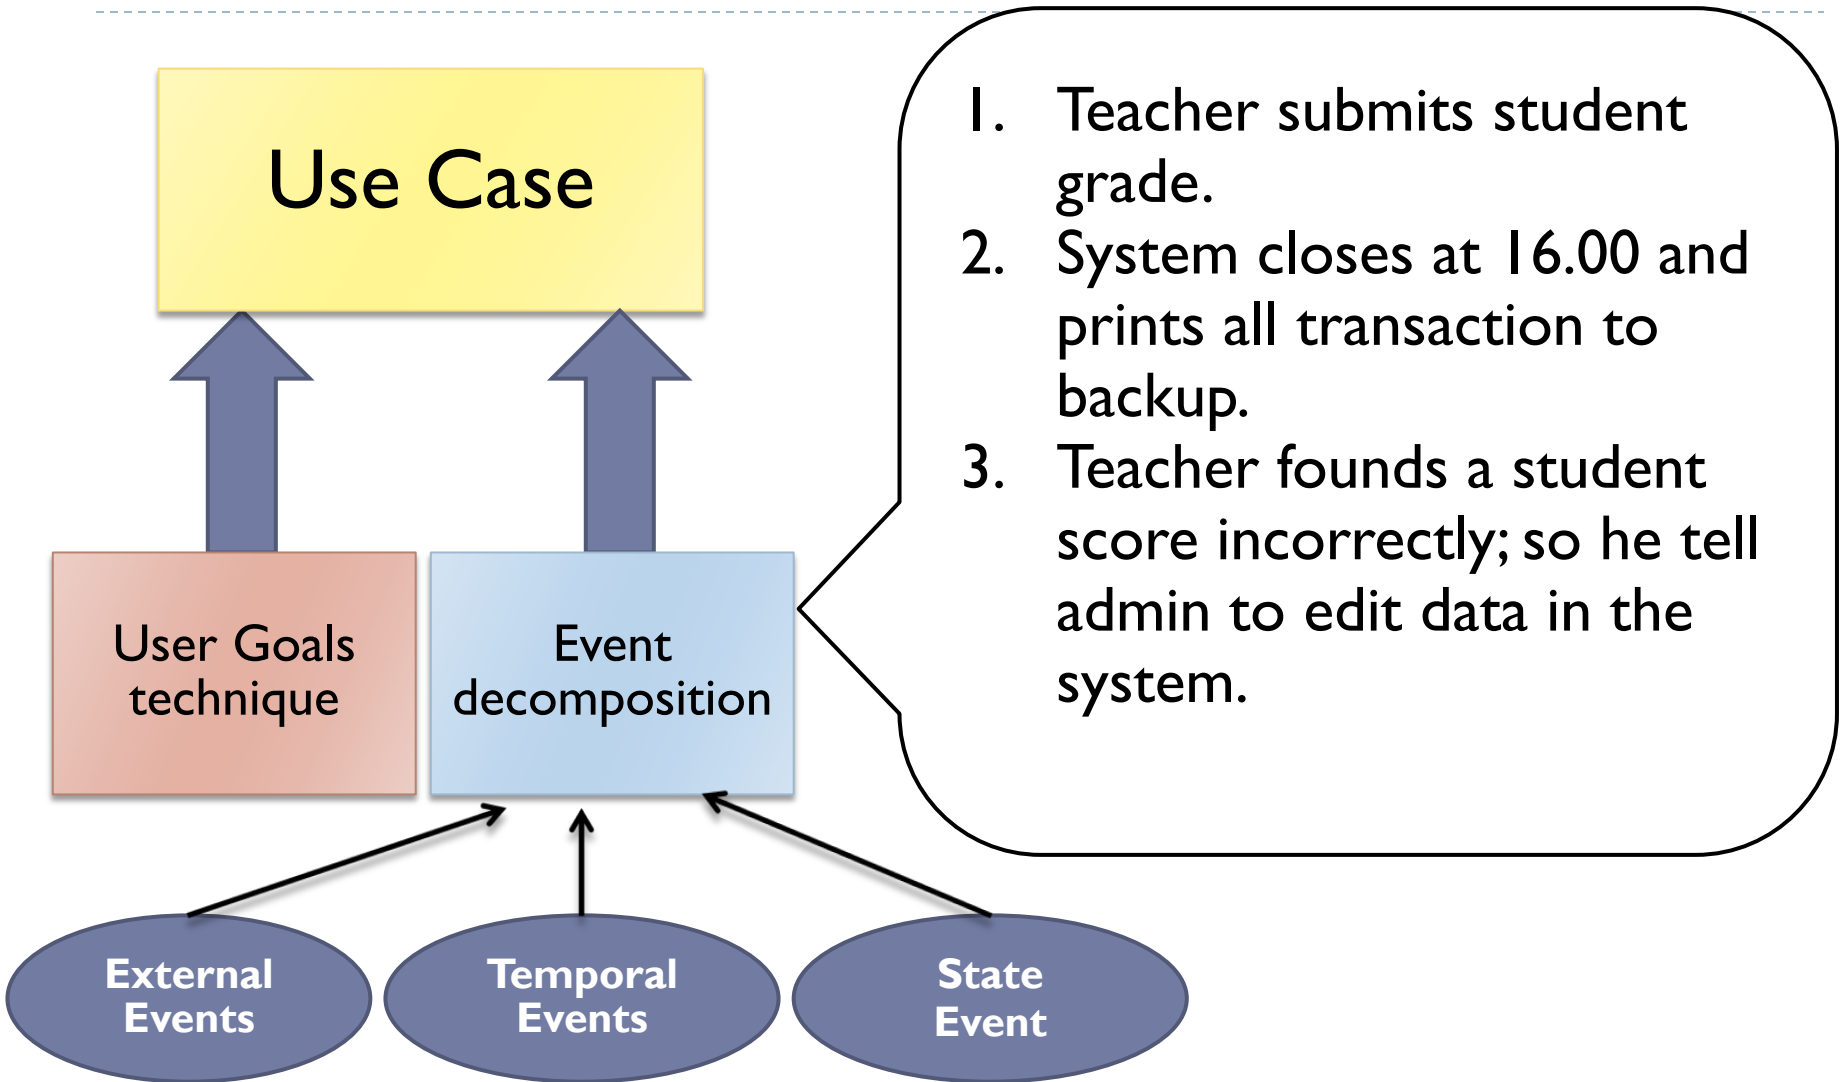 Use Case
1. Teacher submits student
grade.
2. System closes at 16.00 and
prints all transaction to
backup.
3. Teacher founds a student
score incorrectly; so he tell
admin to edit data in the
system.
User Goals
technique
Event
decomposition
External
Events
Temporal
Events
State
Event